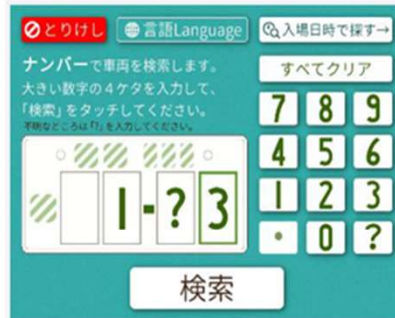 とりけし
言語Language
入場日時で探す→
ナンバーで車両を検索します。
大きい数字の4ケタを入力して、
「検索」をタッチしてください。
不明なところは「?」を入力してください。
すべてクリア
7 8 9
4 5 6
1 2 3
・ 0 ?
1-?3
検索